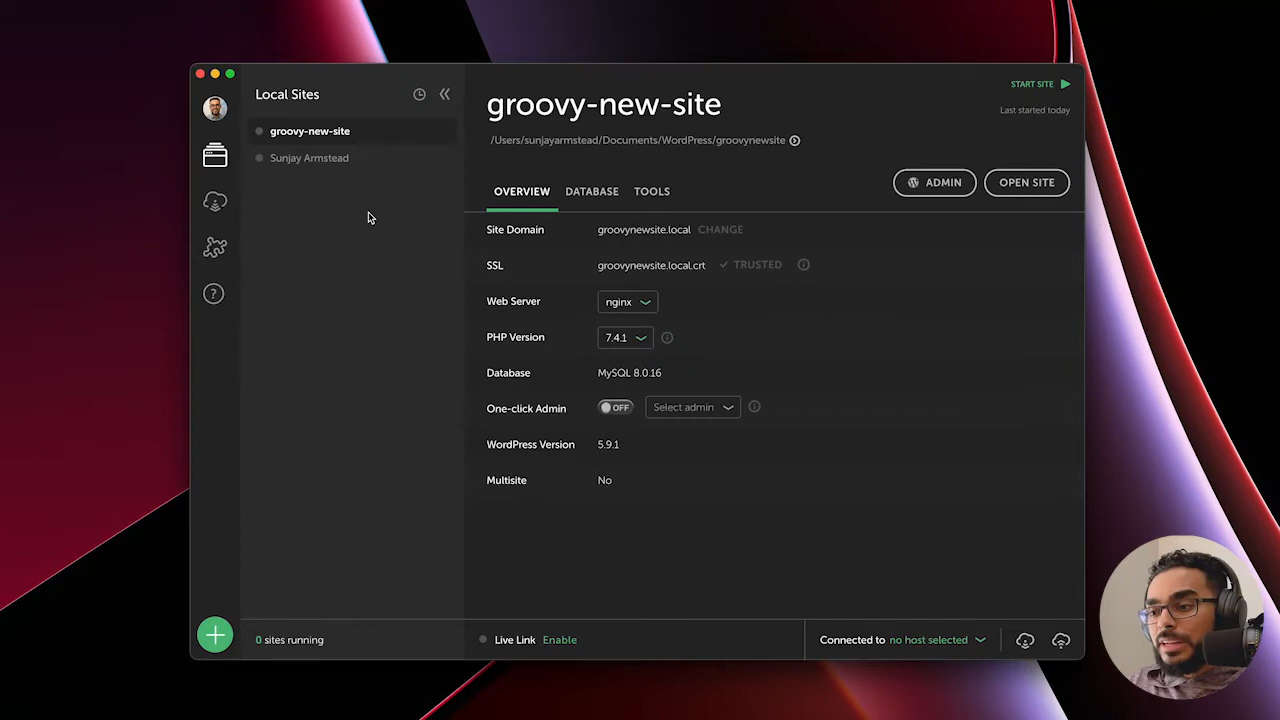 Local Sites
groovy-new-site
Sunjay Armstead
groovy-new-site
START SITE
Last started today
/Users/sunjayarmstead/Documents/WordPress/groovynewsite
ADMIN
OPEN SITE
OVERVIEW DATABASE TOOLS
Site Domain groovynewsite.local CHANGE
SSL groovynewsite.local.crt TRUSTED
Web Server nginx
PHP Version 7.4.1
Database MySQL 8.0.16
One-click Admin OFF Select admin
WordPress Version 5.9.1
Multisite No
0 sites running
Live Link Enable
Connected to no host selected